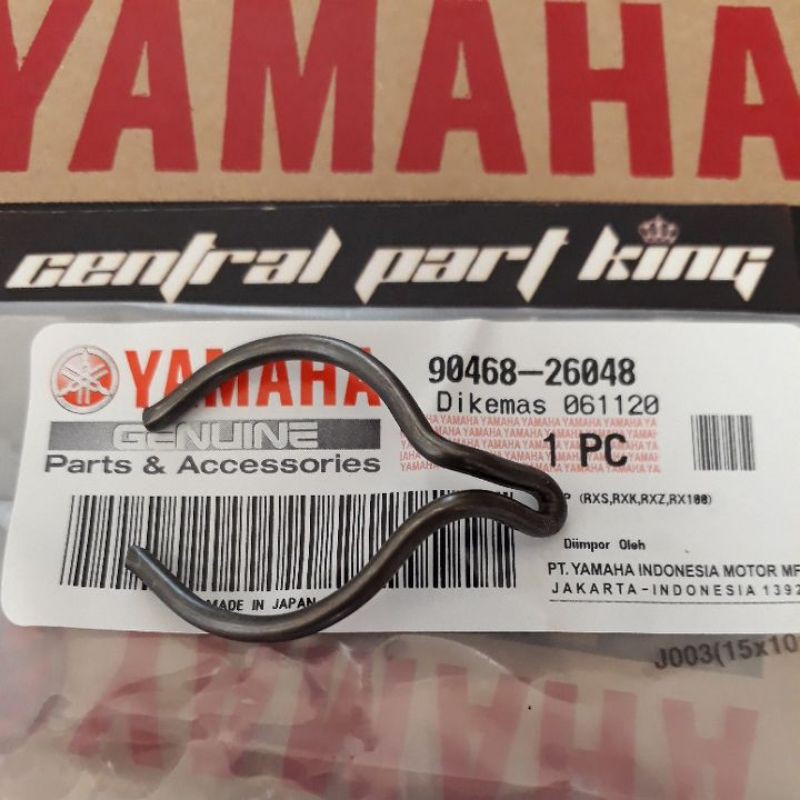 YAMAHA
central part king
YAMAHA
90468-26048
Dikemas 061120
GENUINE
1 PC
Parts & Accessories
(RXS,RXK,RXZ,RX100)
Diimpor Oleh
PT. YAMAHA INDONESIA MOTOR MF
MADE IN JAPAN
JAKARTA-INDONESIA 1392
J003(15x10
YAMAHA